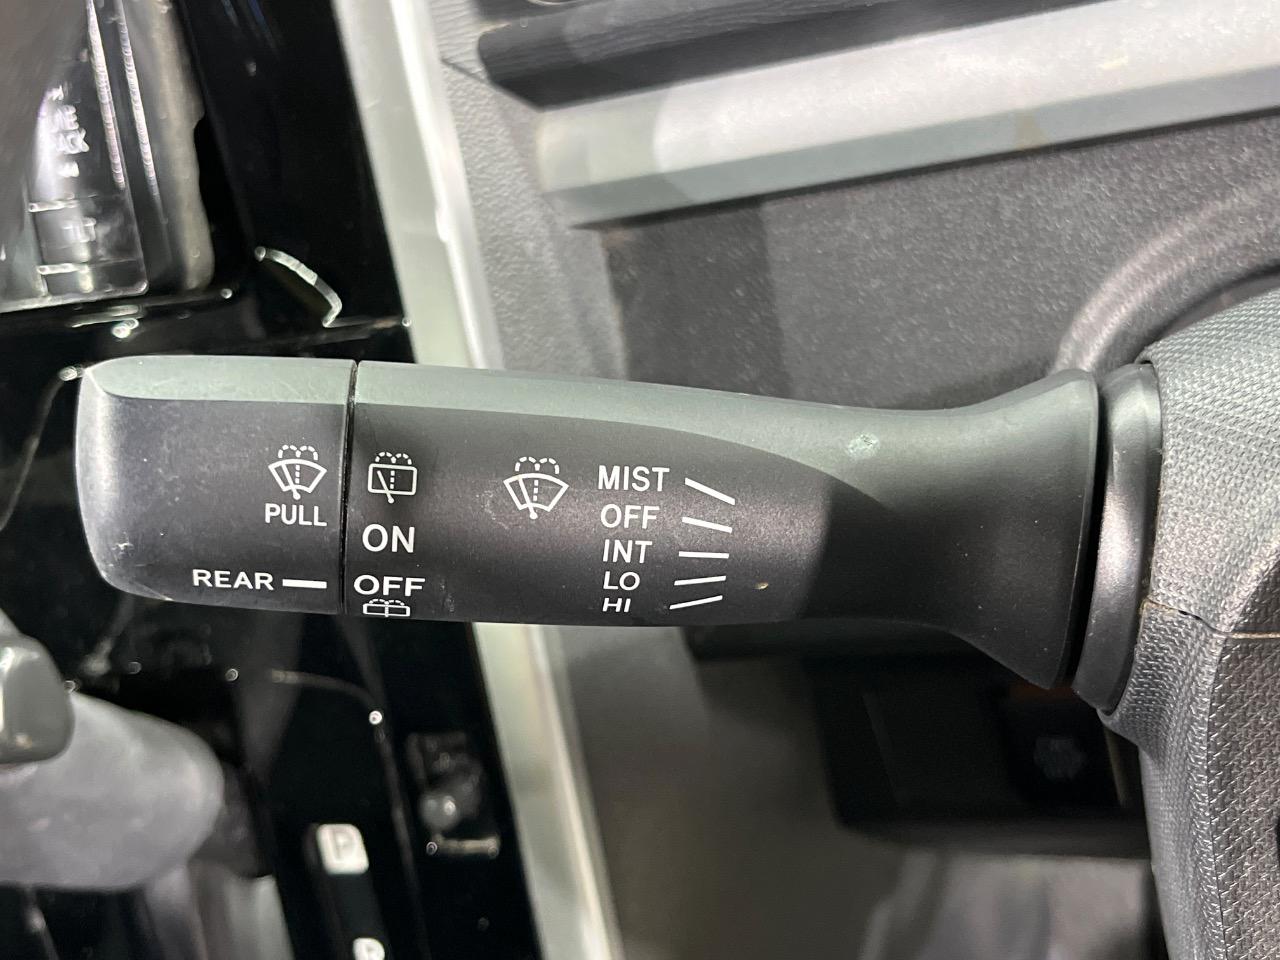 PULL
REAR
ON
OFF
MIST
OFF
INT
LO
HI
P